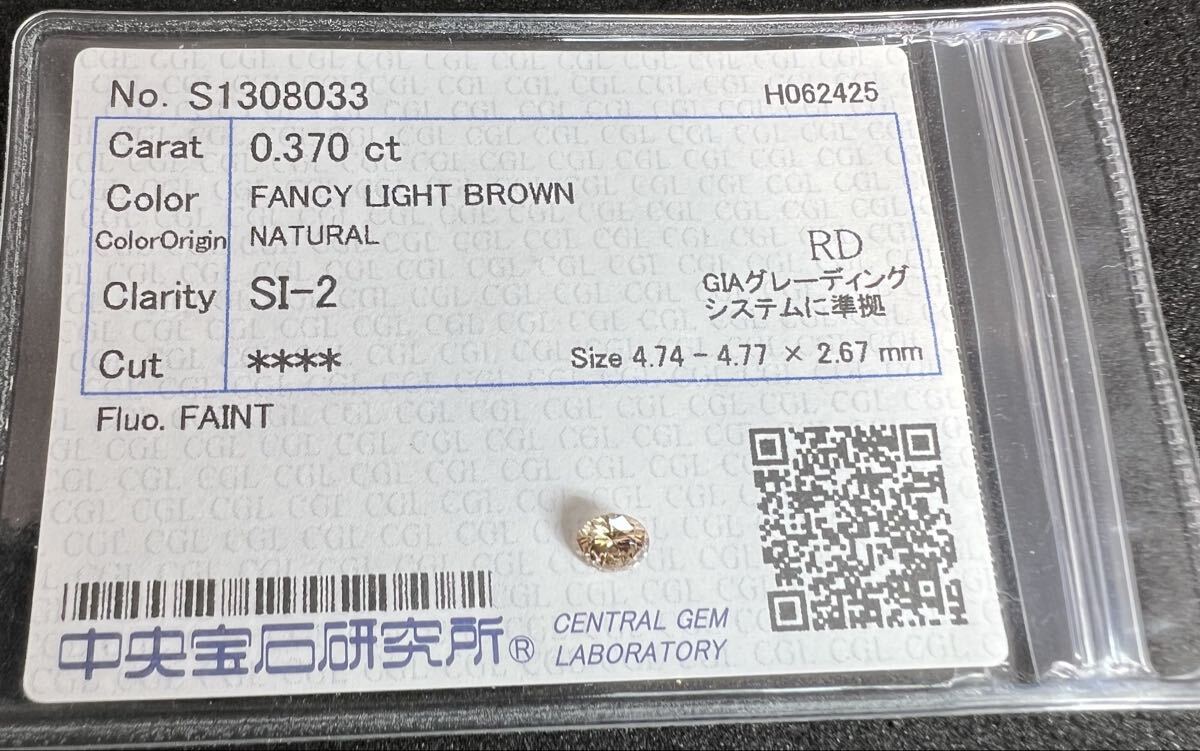 No. S1308033 H062425
Carat 0.370 ct
Color FANCY LIGHT BROWN
ColorOrigin NATURAL
RD
Clarity SI-2
GIAグレーディング
システムに準拠
Cut ****
Size 4.74 - 4.77 × 2.67 mm
Fluo. FAINT
中央宝石研究所®
CENTRAL GEM
LABORATORY